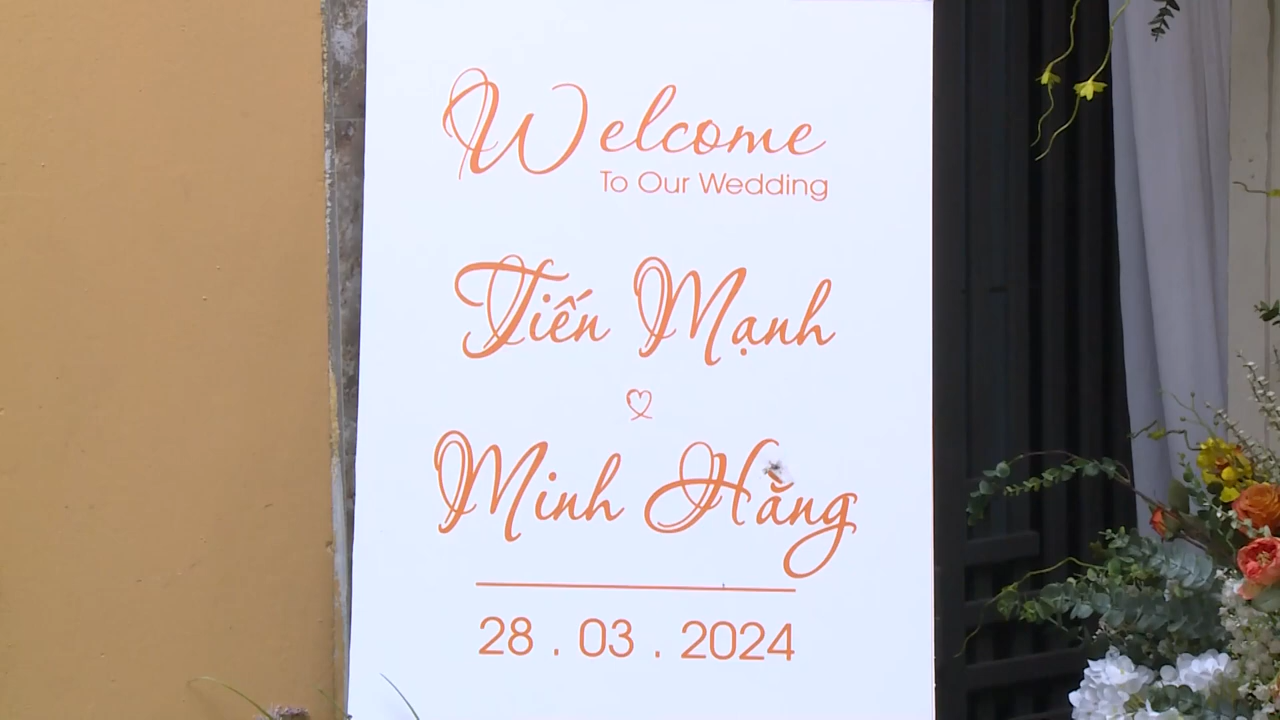 Welcome
To Our Wedding
Tiến Mạnh
Minh Hằng
28 . 03 . 2024